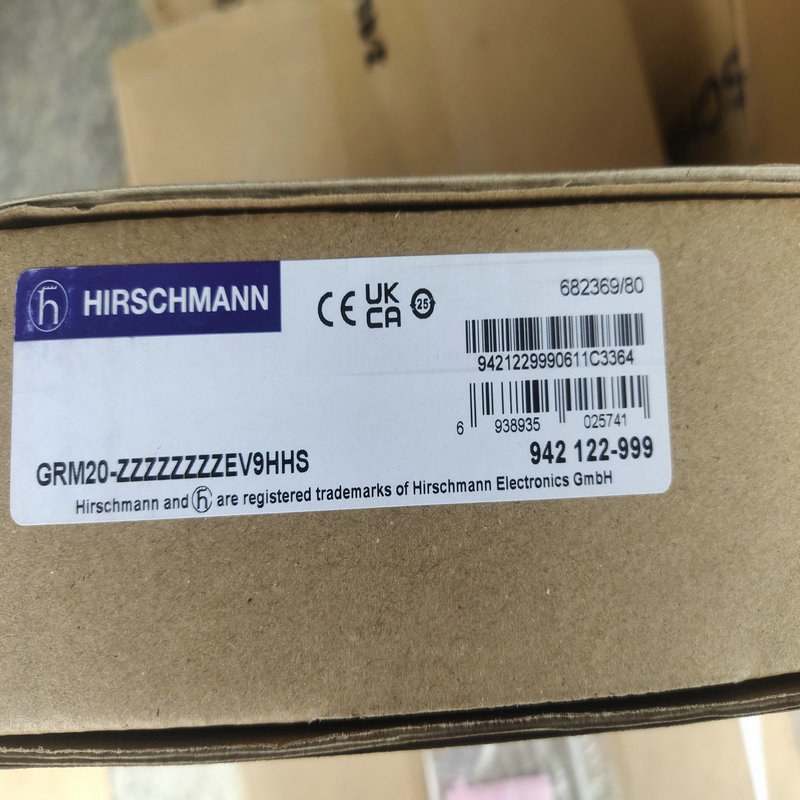 HIRSCHMANN
CE
UK
CA
25
682369/80
9421229990611C3364
6 938935 025741
942 122-999
GRM20-ZZZZZZZZZEV9HHS
Hirschmann and h are registered trademarks of Hirschmann Electronics GmbH